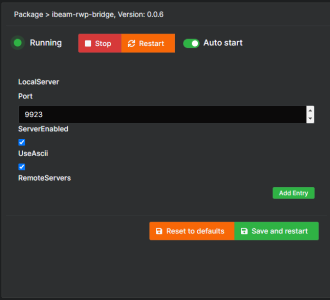 Package > ibeam-rwp-bridge, Version: 0.0.6
Running Stop Restart Auto start
LocalServer
Port
9923
ServerEnabled
UseAscii
RemoteServers
Add Entry
Reset to defaults Save and restart